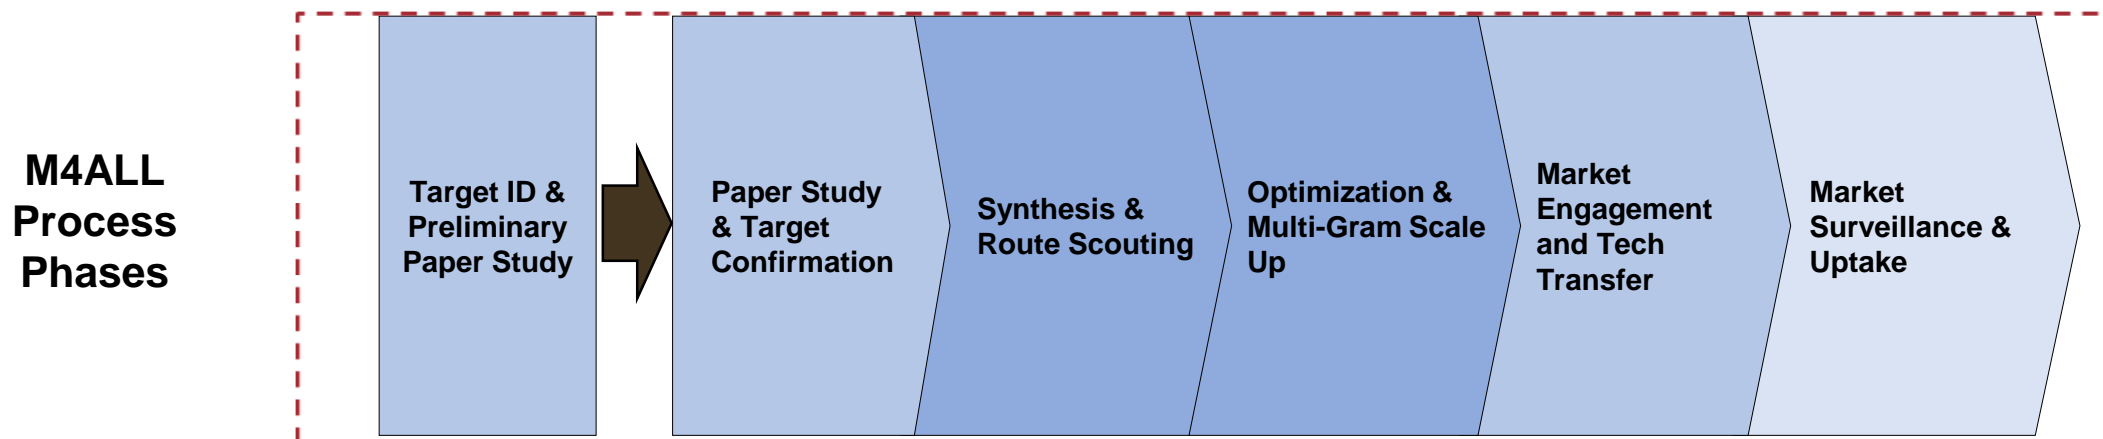 M4ALL
Process
Phases
Target ID &
Preliminary
Paper Study
Paper Study
& Target
Confirmation
Synthesis &
Route Scouting
Optimization &
Multi-Gram Scale
Up
Market
Engagement
and Tech
Transfer
Market
Surveillance &
Uptake